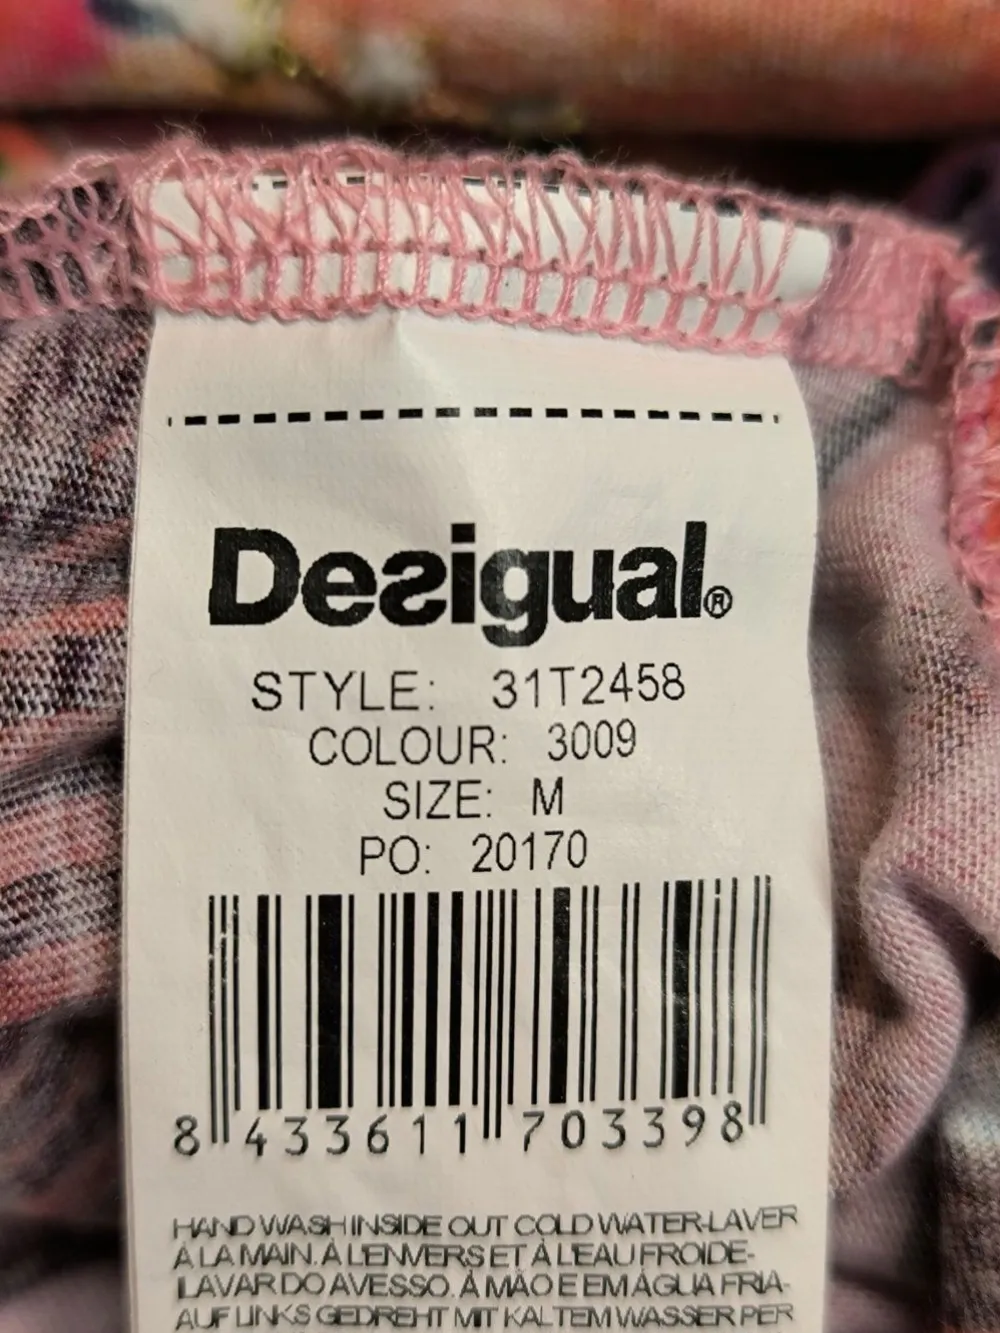 Desigual®
STYLE: 31T2458
COLOUR: 3009
SIZE: M
PO: 20170
8 433611 703398
HAND WASH INSIDE OUT COLD WATER-LAVER
À LA MAIN. À L'ENVERS ET À L'EAU FROIDE-
LAVAR DO AVESSO. À MÃO E EM ÁGUA FRIA-
AUF LINKS GEDREHT MIT KALTEM WASSER PER